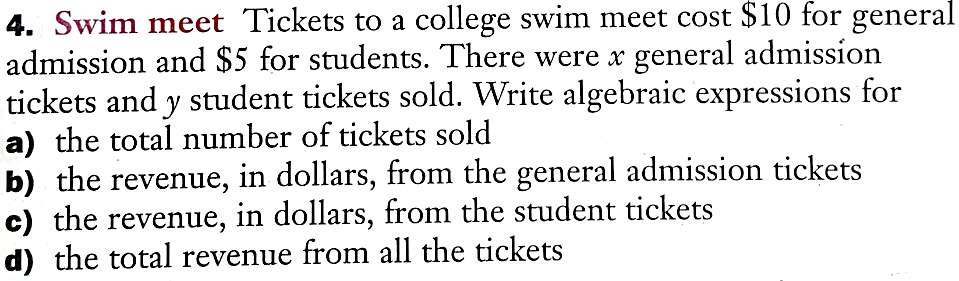 4. Swim meet Tickets to a college swim meet cost $10 for general
admission and $5 for students. There were x general admission
tickets and y student tickets sold. Write algebraic expressions for
a) the total number of tickets sold
b) the revenue, in dollars, from the general admission tickets
c) the revenue, in dollars, from the student tickets
d) the total revenue from all the tickets